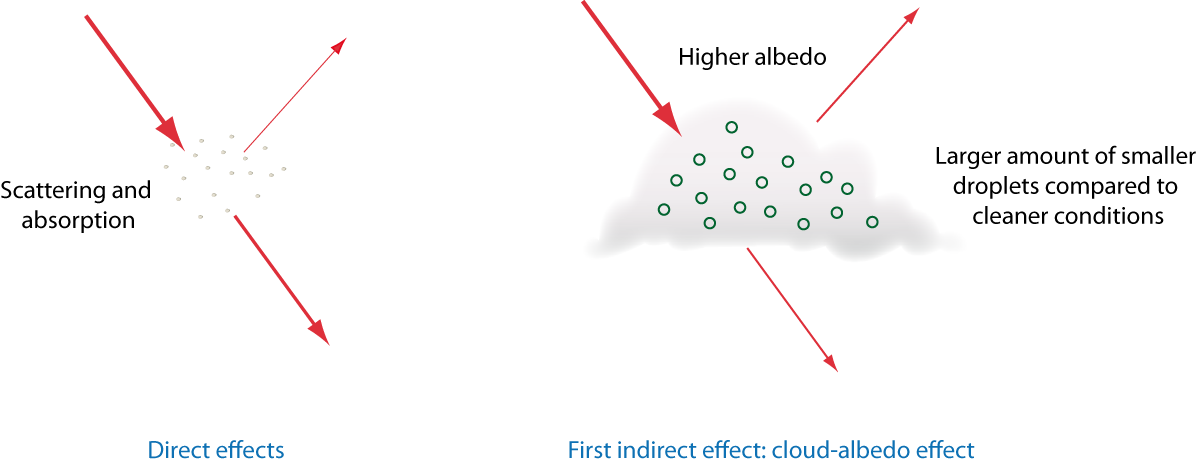 Higher albedo
Scattering and
absorption
Larger amount of smaller
droplets compared to
cleaner conditions
Direct effects
First indirect effect: cloud-albedo effect